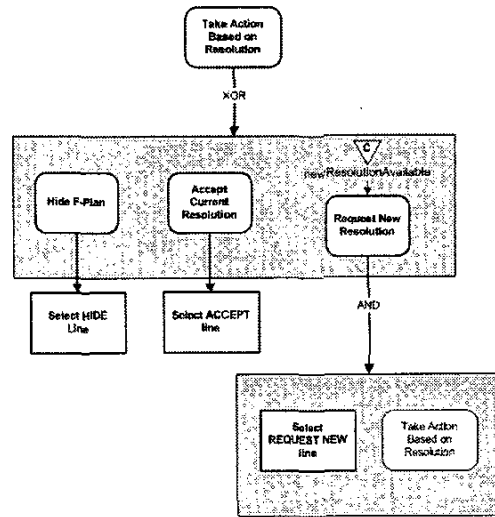 Take Action
Based on
Resolution
XOR
C
newResolutionAvailable
Hide F-Plan
Accept
Current
Resolution
Request New
Resolution
Select HIDE
Line
Select ACCEPT
line
AND
Select
REQUEST NEW
line
Take Action
Based on
Resolution